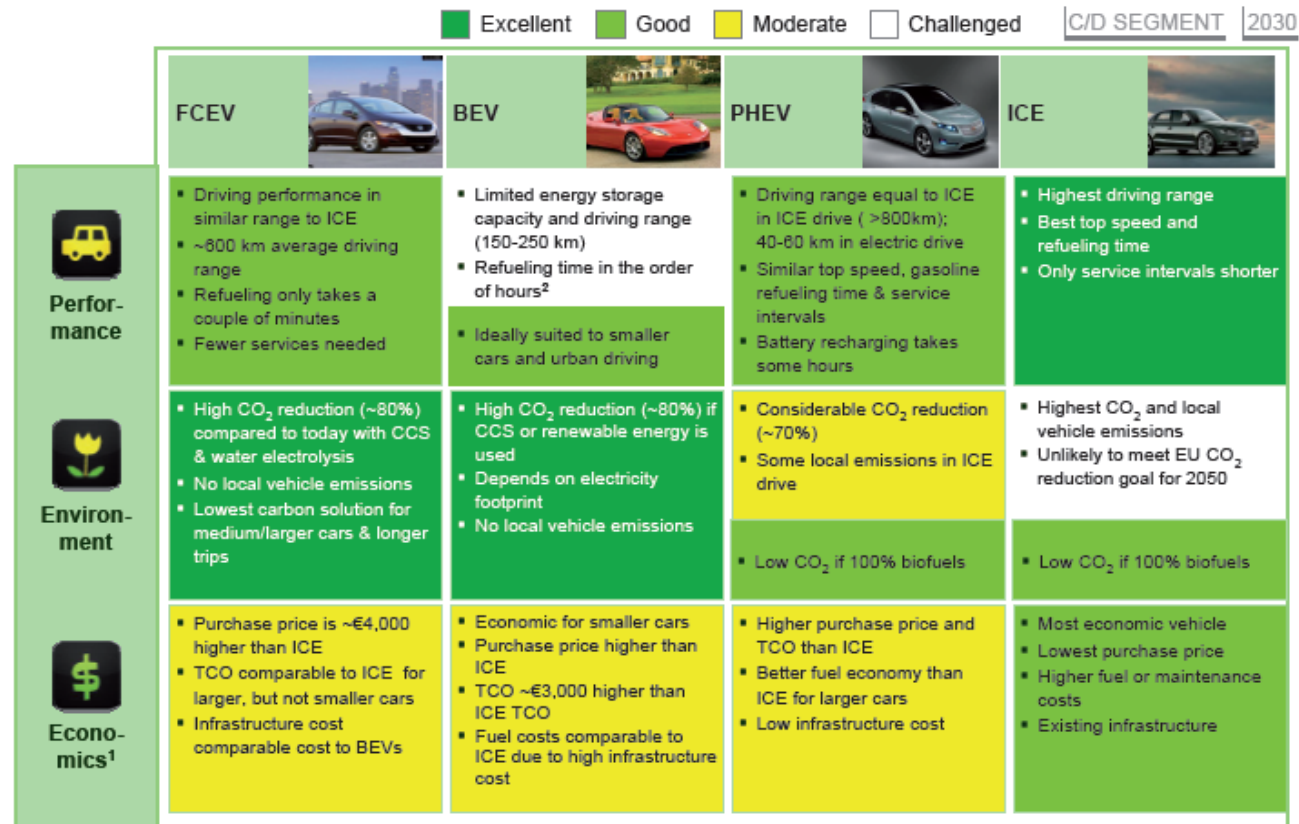 Excellent Good Moderate Challenged C/D SEGMENT 2030
FCEV
BEV
PHEV
ICE
Perfor-
mance
▪ Driving performance in
similar range to ICE
▪ ~600 km average driving
range
▪ Refueling only takes a
couple of minutes
▪ Fewer services needed
▪ Limited energy storage
capacity and driving range
(150-250 km)
▪ Refueling time in the order
of hours²
▪ Ideally suited to smaller
cars and urban driving
▪ Driving range equal to ICE
in ICE drive ( >800km);
40-60 km in electric drive
▪ Similar top speed, gasoline
refueling time & service
intervals
▪ Battery recharging takes
some hours
▪ Highest driving range
▪ Best top speed and
refueling time
▪ Only service intervals shorter
Environ-
ment
▪ High CO₂ reduction (~80%)
compared to today with CCS
& water electrolysis
▪ No local vehicle emissions
▪ Lowest carbon solution for
medium/larger cars & longer
trips
▪ High CO₂ reduction (~80%) if
CCS or renewable energy is
used
▪ Depends on electricity
footprint
▪ No local vehicle emissions
▪ Considerable CO₂ reduction
(~70%)
▪ Some local emissions in ICE
drive
▪ Low CO₂ if 100% biofuels
▪ Highest CO₂ and local
vehicle emissions
▪ Unlikely to meet EU CO₂
reduction goal for 2050
▪ Low CO₂ if 100% biofuels
$
Econo-
mics¹
▪ Purchase price is ~€4,000
higher than ICE
▪ TCO comparable to ICE for
larger, but not smaller cars
▪ Infrastructure cost
comparable cost to BEVs
▪ Economic for smaller cars
▪ Purchase price higher than
ICE
▪ TCO ~€3,000 higher than
ICE TCO
▪ Fuel costs comparable to
ICE due to high infrastructure
cost
▪ Higher purchase price and
TCO than ICE
▪ Better fuel economy than
ICE for larger cars
▪ Low infrastructure cost
▪ Most economic vehicle
▪ Lowest purchase price
▪ Higher fuel or maintenance
costs
▪ Existing infrastructure